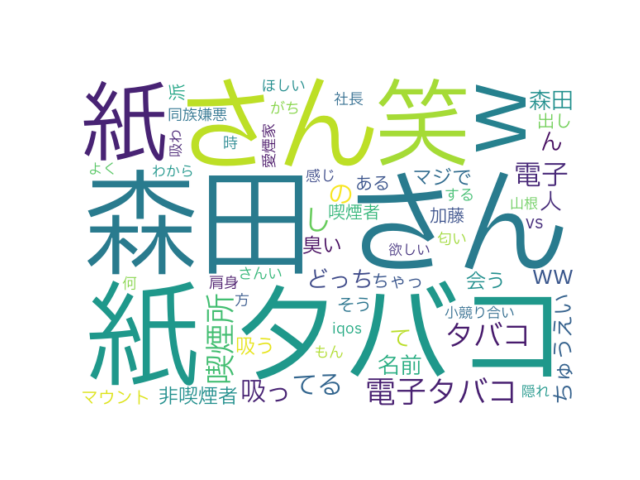 ほしい
社長
派
同族嫌悪
がち
吸わ
時
愛煙家
紙
さん笑
w
森田
出し
ん
よく
わから
感じ
ある
マジで
電子
人
の
喫煙者
する
山根
森田さん
し
加藤
vs
臭い
欲しい
匂い
さんい
どっち
ちゃっ
会う
ww
何
肩身
方
そう
小競り合い
ちゅうえい
紙タバコ
喫煙所
iqos
て
タバコ
吸う
もん
名前
マウント
非喫煙者
吸っ
てる
電子タバコ
隠れ